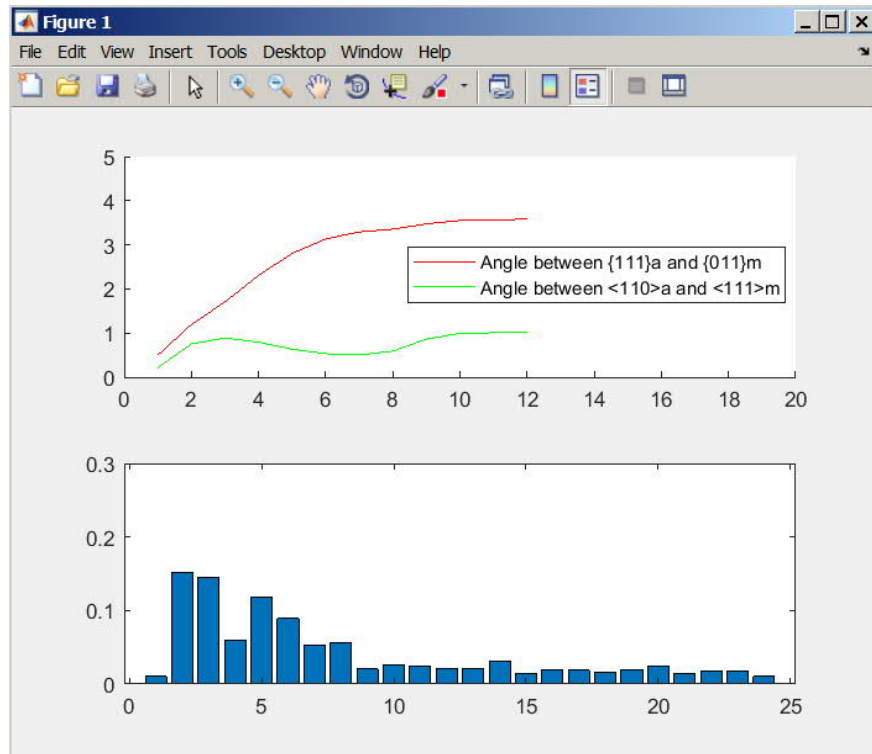 Figure 1
File Edit View Insert Tools Desktop Window Help
5
4
3
2
1
0
Angle between {111}a and {011}m
Angle between <110>a and <111>m
0 2 4 6 8 10 12 14 16 18 20
0.3
0.2
0.1
0
0 5 10 15 20 25